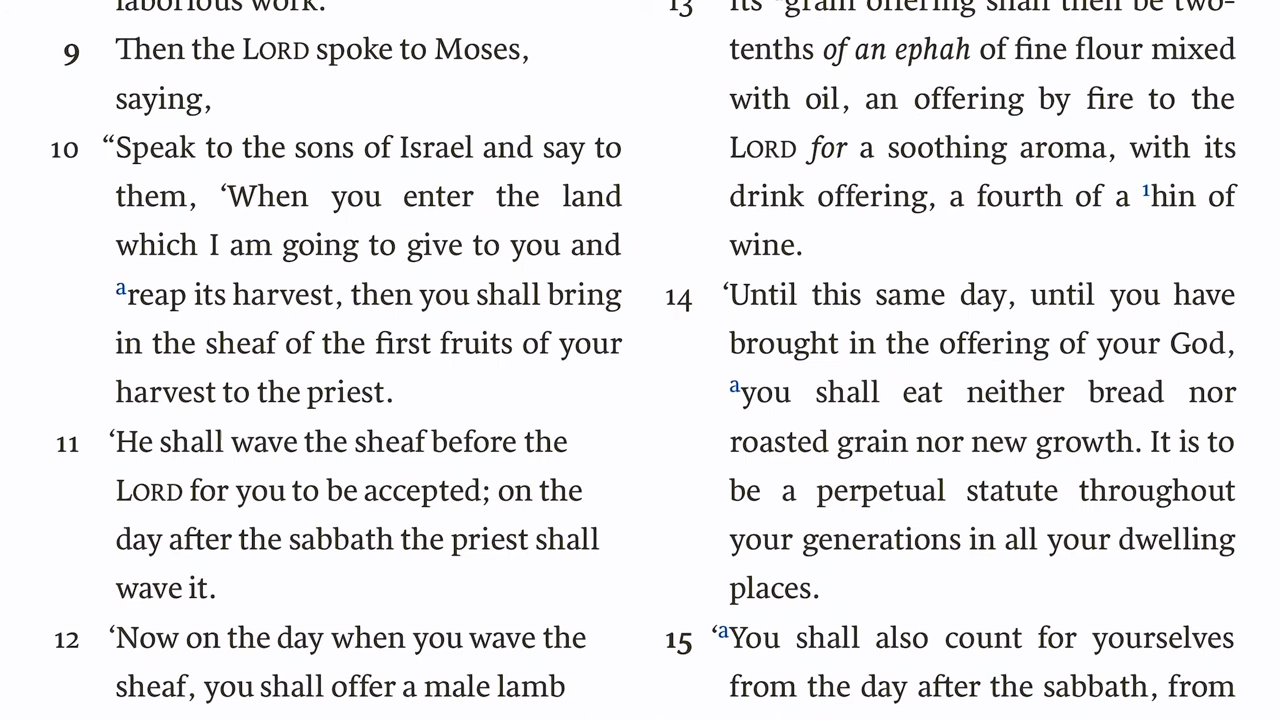 laborious work.
9 Then the LORD spoke to Moses,
saying,
10 “Speak to the sons of Israel and say to
them, ‘When you enter the land
which I am going to give to you and
areap its harvest, then you shall bring
in the sheaf of the first fruits of your
harvest to the priest.
11 ‘He shall wave the sheaf before the
LORD for you to be accepted; on the
day after the sabbath the priest shall
wave it.
12 ‘Now on the day when you wave the
sheaf, you shall offer a male lamb
13 its grain offering shall then be two-
tenths of an ephah of fine flour mixed
with oil, an offering by fire to the
LORD for a soothing aroma, with its
drink offering, a fourth of a 1hin of
wine.
14 ‘Until this same day, until you have
brought in the offering of your God,
ayou shall eat neither bread nor
roasted grain nor new growth. It is to
be a perpetual statute throughout
your generations in all your dwelling
places.
15 ‘aYou shall also count for yourselves
from the day after the sabbath, from